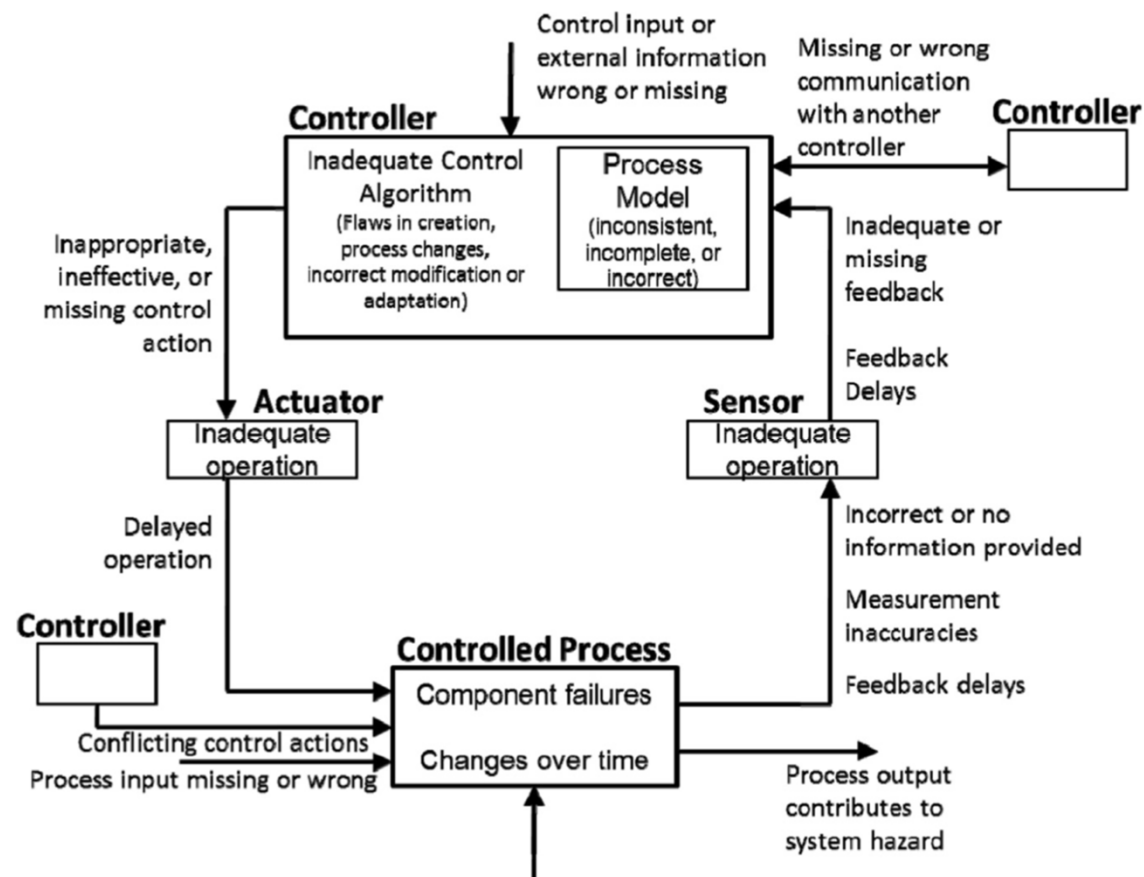 Control input or
external information
wrong or missing
Missing or wrong
communication
with another
controller
Controller
Controller
Inadequate Control
Algorithm
(Flaws in creation,
process changes,
incorrect modification or
adaptation)
Process
Model
(inconsistent,
incomplete, or
incorrect)
Inappropriate,
ineffective, or
missing control
action
Inadequate or
missing
feedback
Feedback
Delays
Actuator
Inadequate
operation
Sensor
Inadequate
operation
Delayed
operation
Incorrect or no
information provided
Measurement
inaccuracies
Feedback delays
Controller
Controlled Process
Component failures
Changes over time
Conflicting control actions
Process input missing or wrong
Process output
contributes to
system hazard